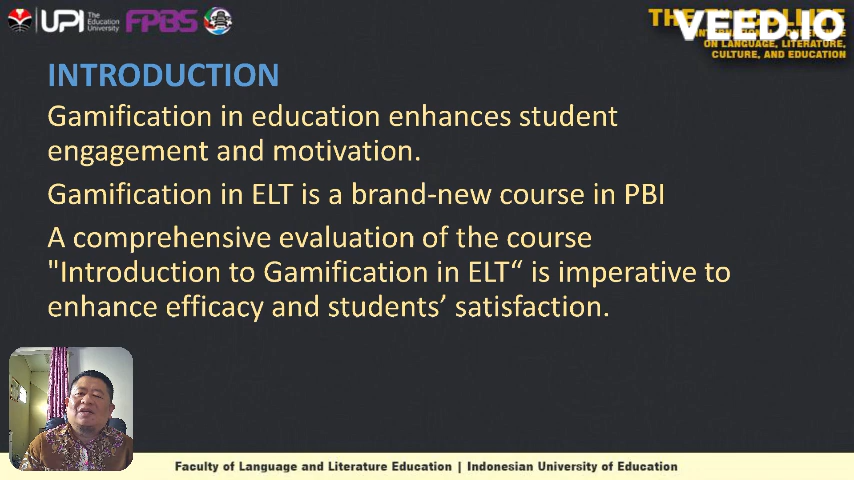 UPI
The
Education
University
FPBS
THE
VEED.IO
INTERNATIONAL CONFERENCE
ON LANGUAGE, LITERATURE,
CULTURE, AND EDUCATION
INTRODUCTION
Gamification in education enhances student
engagement and motivation.
Gamification in ELT is a brand-new course in PBI
A comprehensive evaluation of the course
"Introduction to Gamification in ELT“ is imperative to
enhance efficacy and students’ satisfaction.
Faculty of Language and Literature Education | Indonesian University of Education